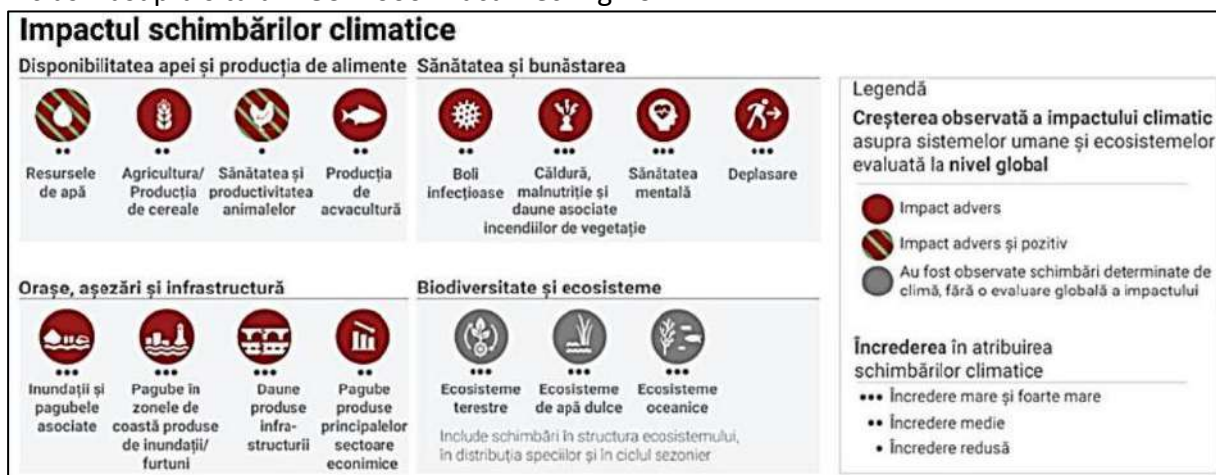 Impactul schimbărilor climatice
Disponibilitatea apei și producția de alimente
Resursele
de apă
Agricultura/
Producția
de cereale
Sănătatea și
productivitatea
animalelor
Producția
de
acvacultură
Sănătatea și bunăstarea
Boli
infecțioase
Căldură,
malnutriție și
daune asociate
incendiilor de vegetație
Sănătatea
mentală
Deplasare
Orașe, așezări și infrastructură
Inundații și
pagubele
asociate
Pagube în
zonele de
coastă produse
de inundații/
furtuni
Daune
produse
infra-
structurii
Pagube
produse
principalelor
sectoare
econimice
Biodiversitate și ecosisteme
Ecosisteme
terestre
Ecosisteme
de apă dulce
Ecosisteme
oceanice
Include schimbări în structura ecosistemului,
în distribuția speciilor și în ciclul sezonier
Legendă
Creșterea observată a impactului climatic
asupra sistemelor umane și ecosistemelor
evaluată la nivel global
Impact advers
Impact advers și pozitiv
Au fost observate schimbări determinate de
climă, fără o evaluare globală a impactului
Încrederea în atribuirea
schimbărilor climatice
••• Încredere mare și foarte mare
•• Încredere medie
• Încredere redusă